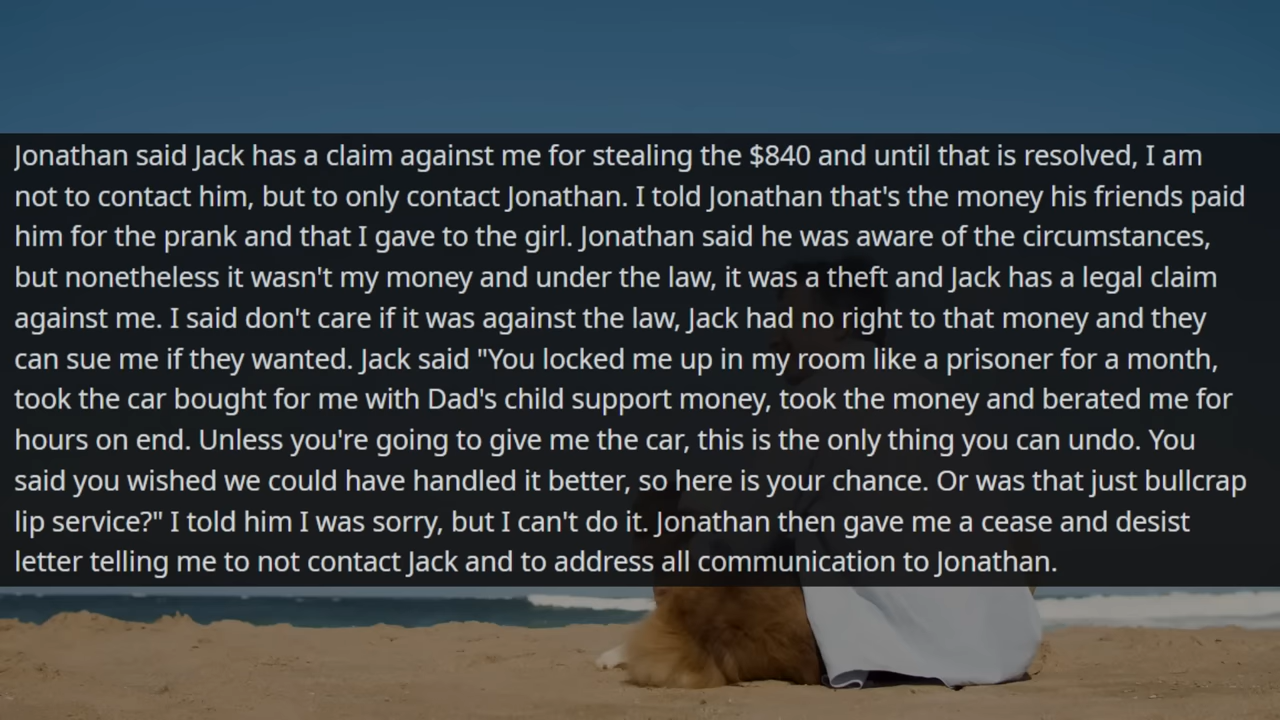 Jonathan said Jack has a claim against me for stealing the $840 and until that is resolved, I am
not to contact him, but to only contact Jonathan. I told Jonathan that's the money his friends paid
him for the prank and that I gave to the girl. Jonathan said he was aware of the circumstances,
but nonetheless it wasn't my money and under the law, it was a theft and Jack has a legal claim
against me. I said don't care if it was against the law, Jack had no right to that money and they
can sue me if they wanted. Jack said "You locked me up in my room like a prisoner for a month,
took the car bought for me with Dad's child support money, took the money and berated me for
hours on end. Unless you're going to give me the car, this is the only thing you can undo. You
said you wished we could have handled it better, so here is your chance. Or was that just bullcrap
lip service?" I told him I was sorry, but I can't do it. Jonathan then gave me a cease and desist
letter telling me to not contact Jack and to address all communication to Jonathan.